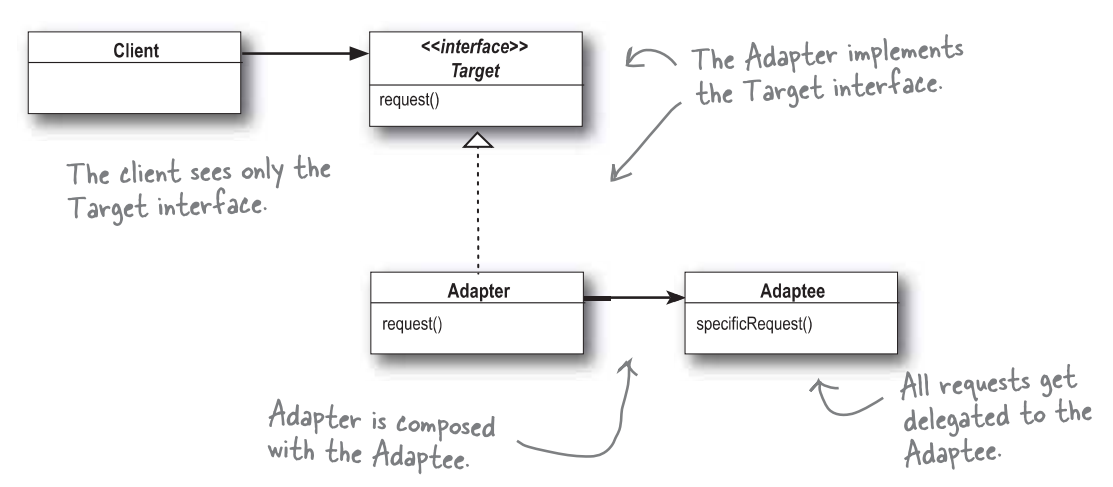 Client
<<interface>>
Target
request()
The Adapter implements
the Target interface.
The client sees only the
Target interface.
Adapter
request()
Adaptee
specificRequest()
Adapter is composed
with the Adaptee.
All requests get
delegated to the
Adaptee.